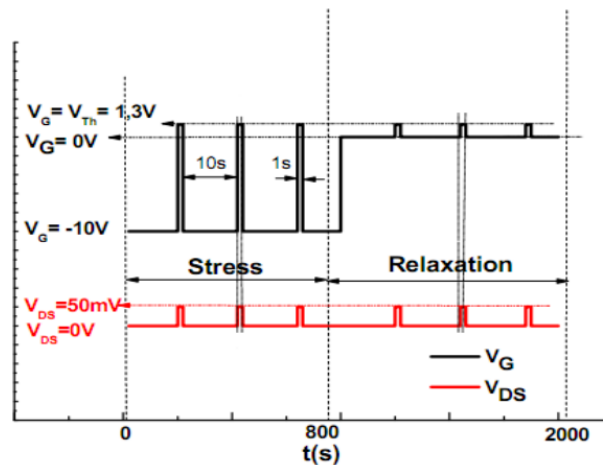 V_G = V_Th = 1,3V
V_G = 0V
10s
1s
V_G = -10V
Stress
Relaxation
V_DS=50mV
V_DS=0V
V_G
V_DS
0
800
2000
t(s)